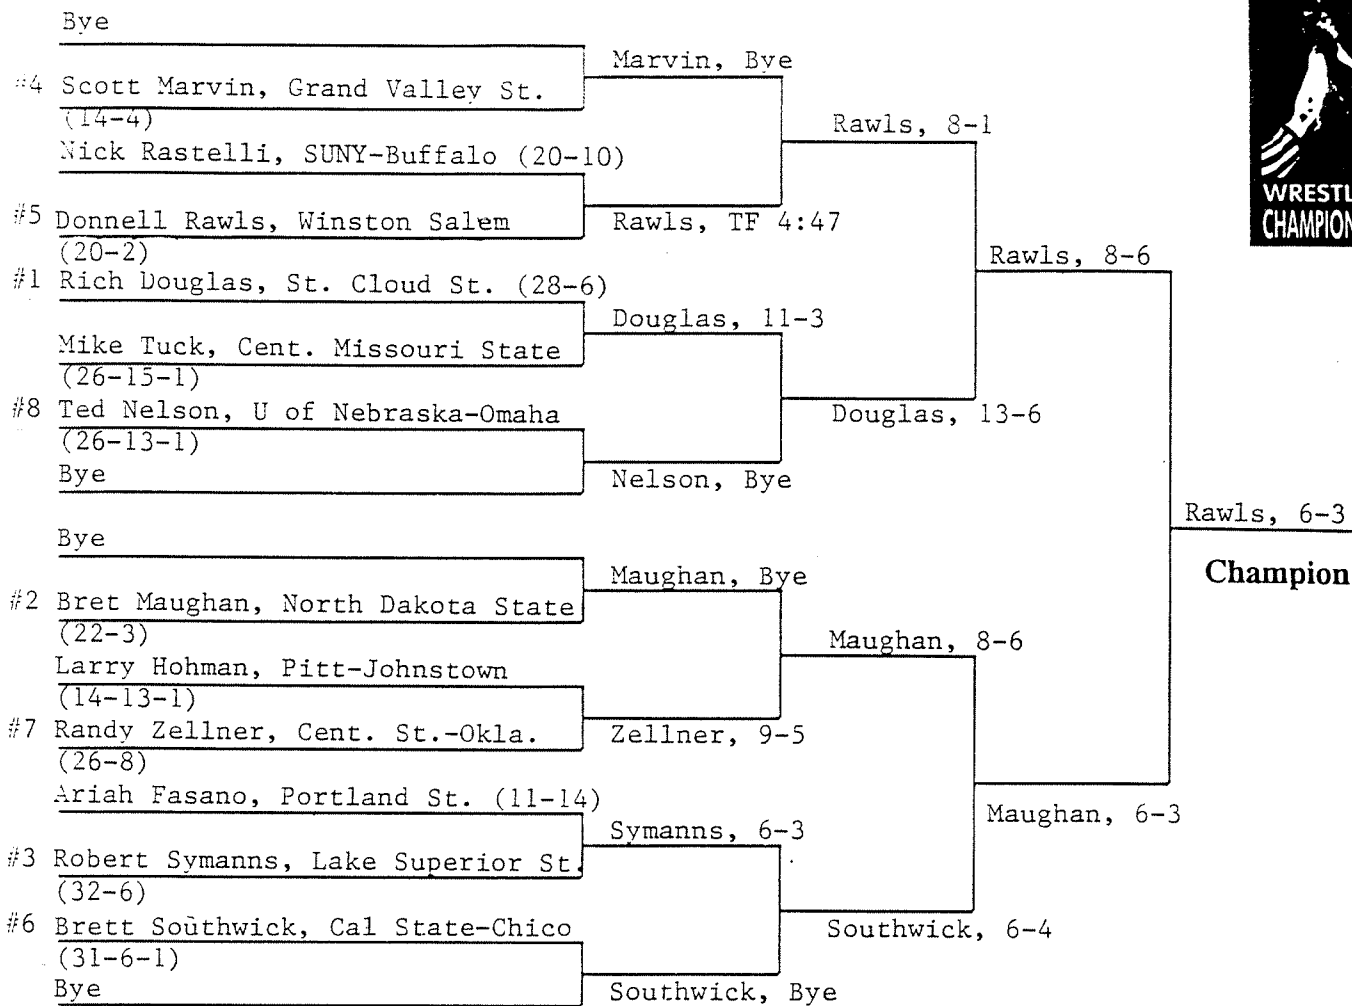 Bye
#4 Scott Marvin, Grand Valley St.
(14-4)
Nick Rastelli, SUNY-Buffalo (20-10)
#5 Donnell Rawls, Winston Salem
(20-2)
#1 Rich Douglas, St. Cloud St. (28-6)
Mike Tuck, Cent. Missouri State
(26-15-1)
#8 Ted Nelson, U of Nebraska-Omaha
(26-13-1)
Bye
Bye
#2 Bret Maughan, North Dakota State
(22-3)
Larry Hohman, Pitt-Johnstown
(14-13-1)
#7 Randy Zellner, Cent. St.-Okla.
(26-8)
Ariah Fasano, Portland St. (11-14)
#3 Robert Symanns, Lake Superior St.
(32-6)
#6 Brett Southwick, Cal State-Chico
(31-6-1)
Bye
Marvin, Bye
Rawls, TF 4:47
Douglas, 11-3
Nelson, Bye
Maughan, Bye
Zellner, 9-5
Symanns, 6-3
Southwick, Bye
Rawls, 8-1
Douglas, 13-6
Maughan, 8-6
Southwick, 6-4
Rawls, 8-6
Maughan, 6-3
Rawls, 6-3
Champion
WRESTL
CHAMPION